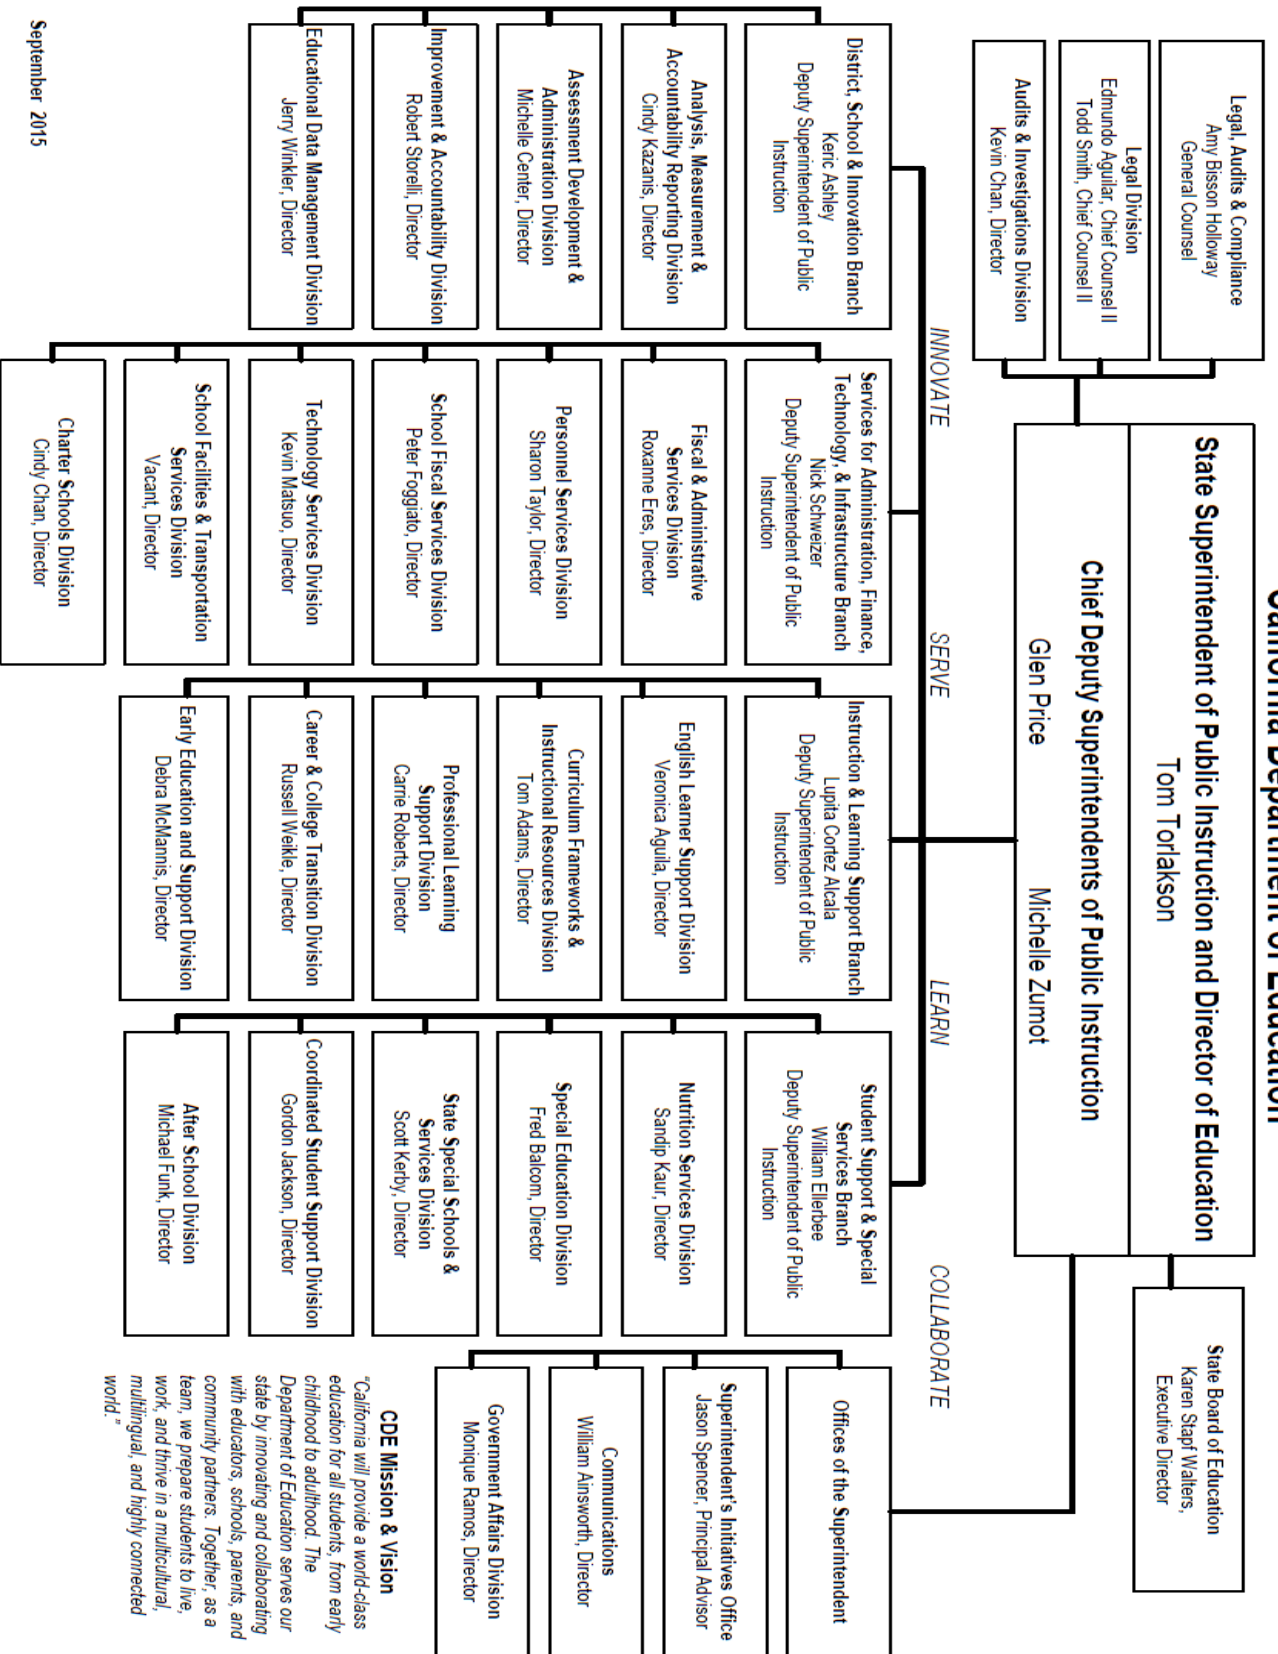 California Department of Education
State Superintendent of Public Instruction and Director of Education
Tom Torlakson
Chief Deputy Superintendents of Public Instruction
Glen Price
Michelle Zumot
Legal, Audits & Compliance
Amy Bisson Holloway
General Counsel
Legal Division
Edmundo Aguilar, Chief Counsel II
Todd Smith, Chief Counsel II
Audits & Investigations Division
Kevin Chan, Director
State Board of Education
Karen Stapf Walters,
Executive Director
INNOVATE
SERVE
LEARN
COLLABORATE
District, School & Innovation Branch
Keric Ashley
Deputy Superintendent of Public
Instruction
Analysis, Measurement &
Accountability Reporting Division
Cindy Kazanis, Director
Assessment Development &
Administration Division
Michelle Center, Director
Improvement & Accountability Division
Robert Storelli, Director
Educational Data Management Division
Jerry Winkler, Director
Services for Administration, Finance,
Technology, & Infrastructure Branch
Nick Schweizer
Deputy Superintendent of Public
Instruction
Fiscal & Administrative
Services Division
Roxanne Eres, Director
Personnel Services Division
Sharon Taylor, Director
School Fiscal Services Division
Peter Foggiato, Director
Technology Services Division
Kevin Matsuo, Director
School Facilities & Transportation
Services Division
Vacant, Director
Charter Schools Division
Cindy Chan, Director
Instruction & Learning Support Branch
Lupita Cortez Alcala
Deputy Superintendent of Public
Instruction
English Learner Support Division
Veronica Aguila, Director
Curriculum Frameworks &
Instructional Resources Division
Tom Adams, Director
Professional Learning
Support Division
Carrie Roberts, Director
Career & College Transition Division
Russell Weikle, Director
Early Education and Support Division
Debra McMannis, Director
Student Support & Special
Services Branch
William Ellerbee
Deputy Superintendent of Public
Instruction
Nutrition Services Division
Sandip Kaur, Director
Special Education Division
Fred Balcom, Director
State Special Schools &
Services Division
Scott Kerby, Director
Coordinated Student Support Division
Gordon Jackson, Director
After School Division
Michael Funk, Director
Offices of the Superintendent
Superintendent's Initiatives Office
Jason Spencer, Principal Advisor
Communications
William Ainsworth, Director
Government Affairs Division
Monique Ramos, Director
CDE Mission & Vision
"California will provide a world-class
education for all students, from early
childhood to adulthood. The
Department of Education serves our
state by innovating and collaborating
with educators, schools, parents, and
community partners. Together, as a
team, we prepare students to live,
work, and thrive in a multicultural,
multilingual, and highly connected
world."
September 2015